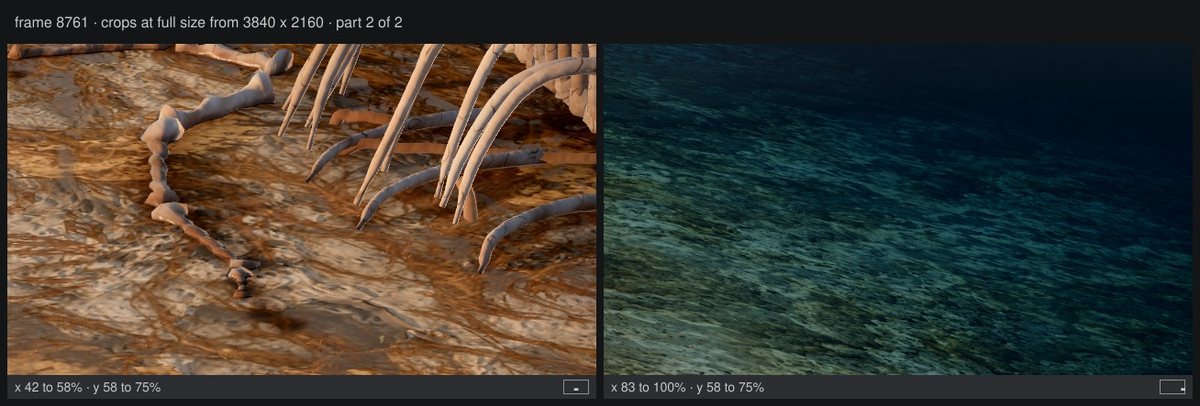 frame 8761 · crops at full size from 3840 x 2160 · part 2 of 2
x 42 to 58% · y 58 to 75%
x 83 to 100% · y 58 to 75%